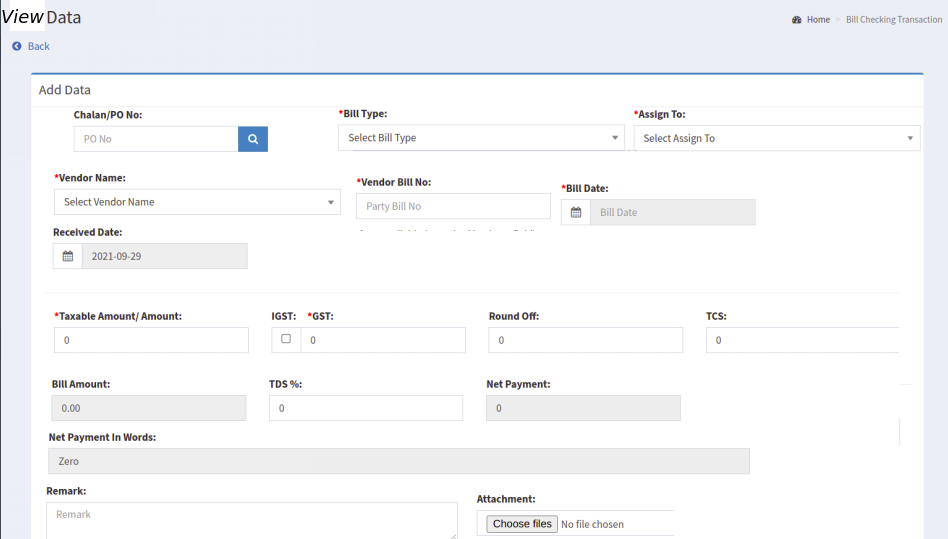 View Data
Home » Bill Checking Transaction
Back
Add Data
Chalan/PO No: *Bill Type: *Assign To:
PO No Select Bill Type Select Assign To
*Vendor Name: *Vendor Bill No: *Bill Date:
Select Vendor Name Party Bill No Bill Date
Received Date:
2021-09-29
*Taxable Amount/ Amount: IGST: *GST: Round Off: TCS:
0 0 0 0
Bill Amount: TDS %: Net Payment:
0.00 0 0
Net Payment In Words:
Zero
Remark: Attachment:
Remark Choose files No file chosen